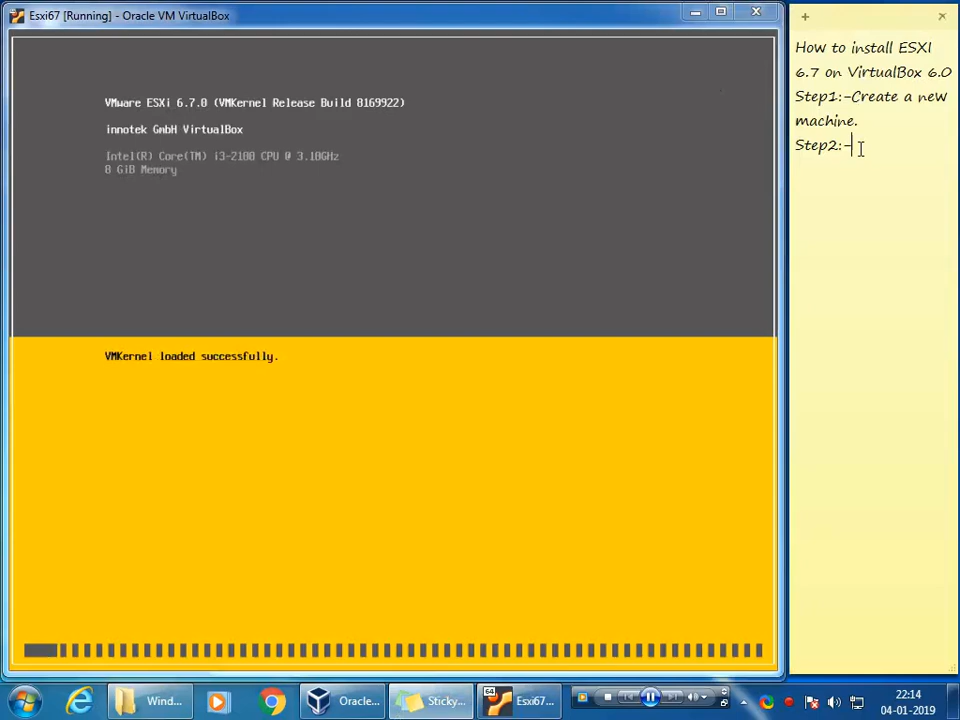 Esxi67 [Running] - Oracle VM VirtualBox
VMware ESXi 6.7.0 (VMKernel Release Build 8169922)
innotek GmbH VirtualBox
Intel(R) Core(TM) i3-2100 CPU @ 3.10GHz
8 GiB Memory
VMKernel loaded successfully.
How to install ESXI
6.7 on VirtualBox 6.0
Step1:-Create a new
machine.
Step2:-
Wind...
Oracle...
Sticky...
64
Esxi67...
22:14
04-01-2019